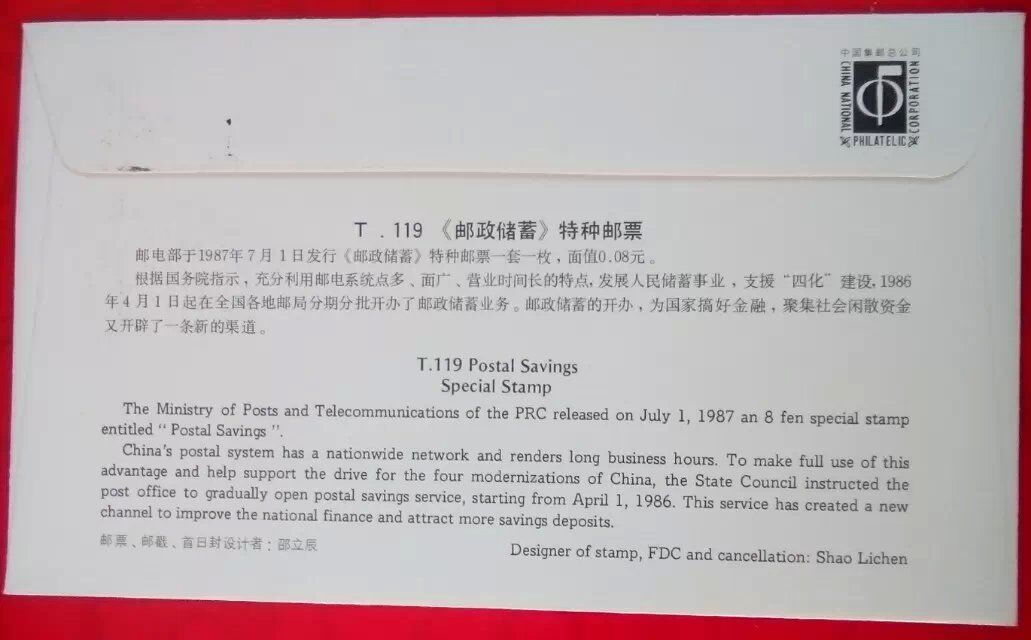 中国集邮总公司
CHINA NATIONAL
PHILATELIC
CORPORATION
T．119《邮政储蓄》特种邮票
邮电部于1987年7月1日发行《邮政储蓄》特种邮票一套一枚，面值0.08元。
根据国务院指示，充分利用邮电系统点多、面广、营业时间长的特点，发展人民储蓄事业，支援“四化”建设，1986
年4月1日起在全国各地邮局分期分批开办了邮政储蓄业务。邮政储蓄的开办，为国家搞好金融，聚集社会闲散资金
又开辟了一条新的渠道。
T.119 Postal Savings
Special Stamp
The Ministry of Posts and Telecommunications of the PRC released on July 1, 1987 an 8 fen special stamp
entitled “ Postal Savings ”.
China's postal system has a nationwide network and renders long business hours. To make full use of this
advantage and help support the drive for the four modernizations of China, the State Council instructed the
post office to gradually open postal savings service, starting from April 1, 1986. This service has created a new
channel to improve the national finance and attract more savings deposits.
邮票、邮戳、首日封设计者：邵立辰
Designer of stamp, FDC and cancellation: Shao Lichen